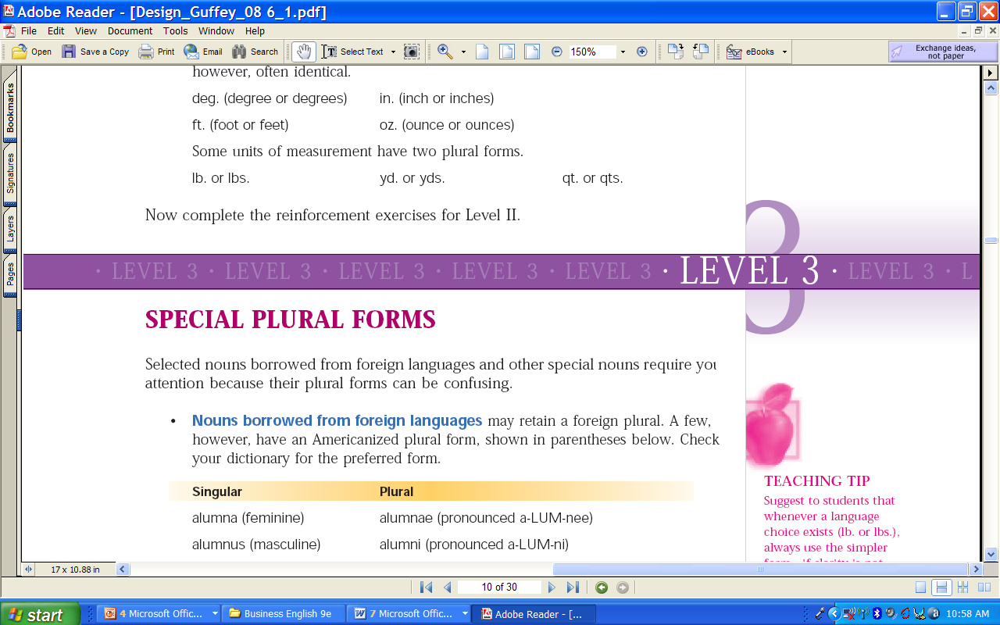 Adobe Reader - [Design_Guffey_08 6_1.pdf]
File Edit View Document Tools Window Help
Open Save a Copy Print Email Search Select Text 150% eBooks Exchange ideas,
not paper
Bookmarks
Signatures
Layers
Pages
however, often identical.
deg. (degree or degrees) in. (inch or inches)
ft. (foot or feet) oz. (ounce or ounces)
Some units of measurement have two plural forms.
lb. or lbs. yd. or yds. qt. or qts.
Now complete the reinforcement exercises for Level II.
3
· LEVEL 3 · LEVEL 3 · LEVEL 3 · LEVEL 3 · LEVEL 3 · LEVEL 3 · LEVEL 3 · L
SPECIAL PLURAL FORMS
Selected nouns borrowed from foreign languages and other special nouns require you
attention because their plural forms can be confusing.
• Nouns borrowed from foreign languages may retain a foreign plural. A few,
however, have an Americanized plural form, shown in parentheses below. Check
your dictionary for the preferred form.
Singular Plural
alumna (feminine) alumnae (pronounced a-LUM-nee)
alumnus (masculine) alumni (pronounced a-LUM-ni)
TEACHING TIP
Suggest to students that
whenever a language
choice exists (lb. or lbs.),
always use the simpler
17 x 10.88 in
10 of 30
start 4 Microsoft Offic... Business English 9e 7 Microsoft Offic... Adobe Reader - [... 10:58 AM